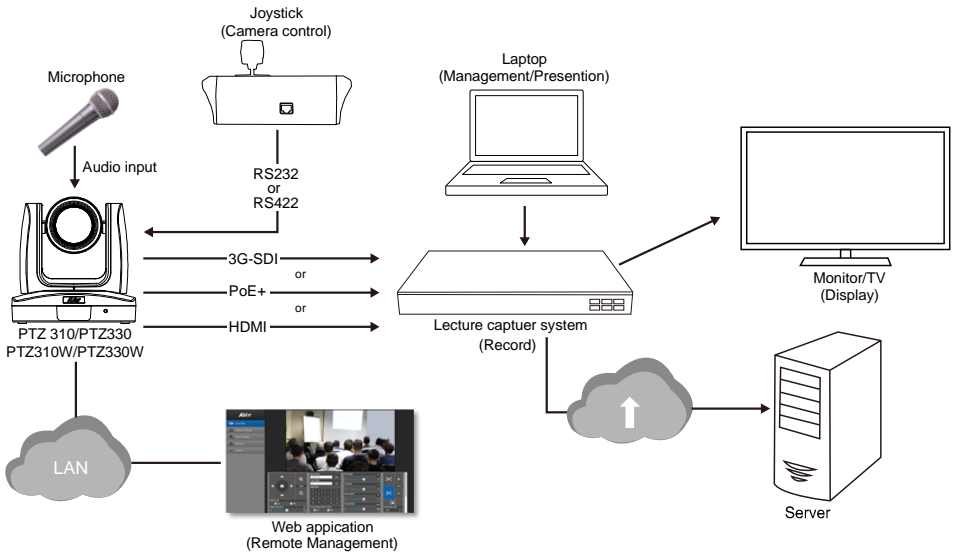 Joystick
(Camera control)
Microphone
Laptop
(Management/Presention)
Audio input
RS232
or
RS422
3G-SDI
or
PoE+
or
HDMI
Monitor/TV
(Display)
Lecture captuer system
(Record)
PTZ 310/PTZ330
PTZ310W/PTZ330W
LAN
AVer
Server
Web appication
(Remote Management)